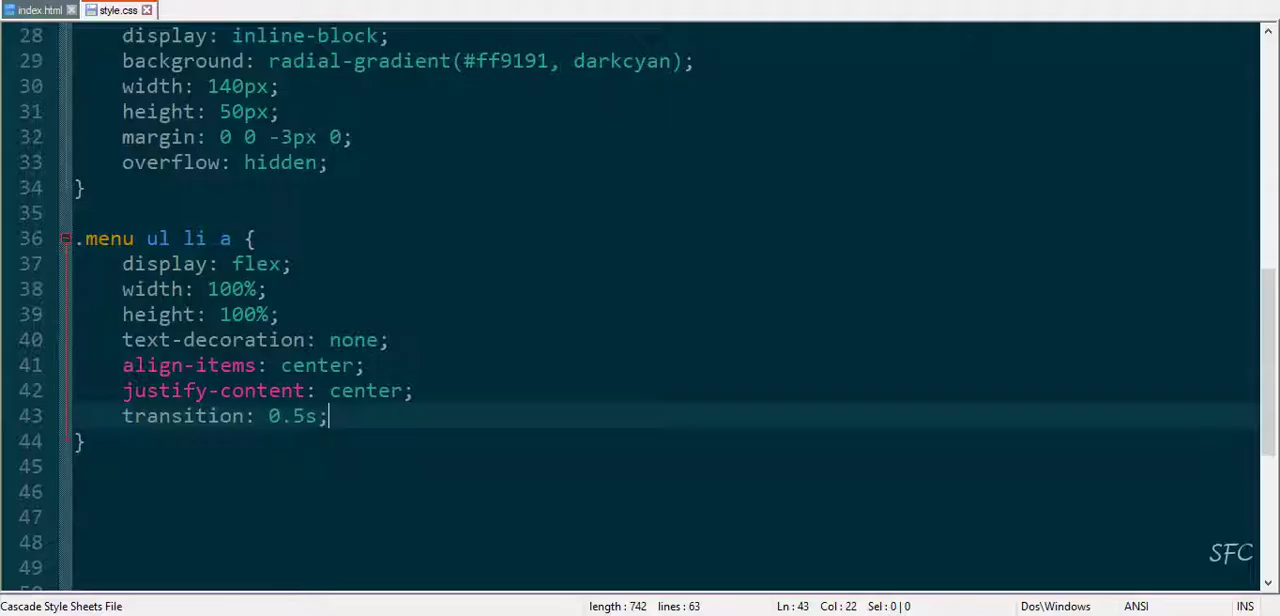 index.html style.css
28 display: inline-block;
29 background: radial-gradient(#ff9191, darkcyan);
30 width: 140px;
31 height: 50px;
32 margin: 0 0 -3px 0;
33 overflow: hidden;
34 }
35
36 .menu ul li a {
37 display: flex;
38 width: 100%;
39 height: 100%;
40 text-decoration: none;
41 align-items: center;
42 justify-content: center;
43 transition: 0.5s;
44 }
45
46
47
48
49
SFC
Cascade Style Sheets File length : 742 lines : 63 Ln : 43 Col : 22 Sel : 0 | 0 Dos\Windows ANSI INS